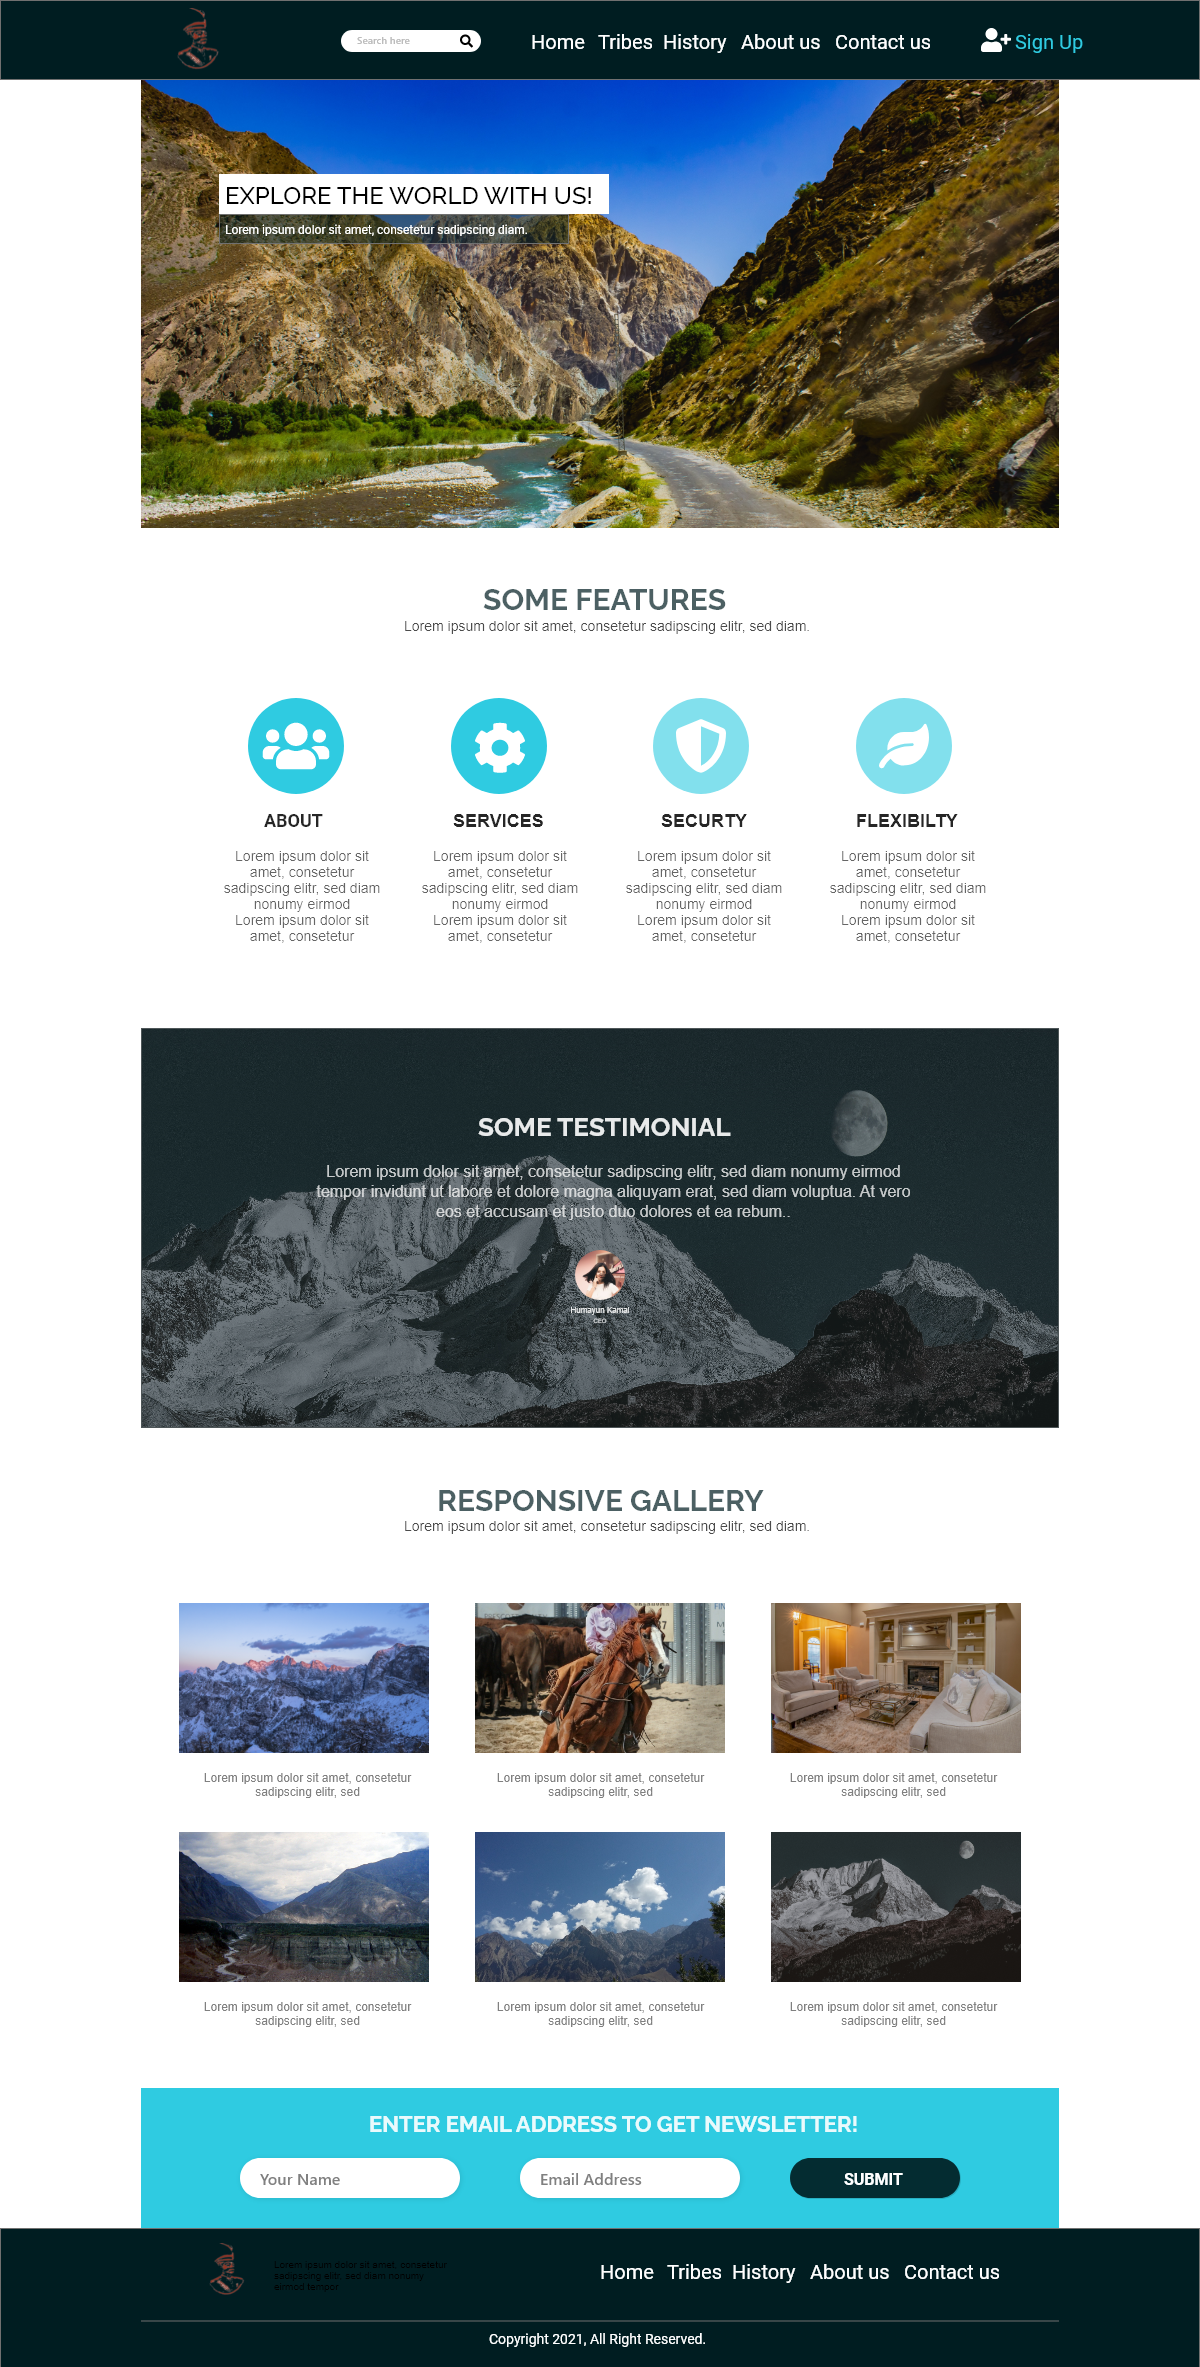 Search here
Home Tribes History About us Contact us
Sign Up
EXPLORE THE WORLD WITH US!
Lorem ipsum dolor sit amet, consetetur sadipscing diam.
SOME FEATURES
Lorem ipsum dolor sit amet, consetetur sadipscing elitr, sed diam.
ABOUT
Lorem ipsum dolor sit
amet, consetetur
sadipscing elitr, sed diam
nonumy eirmod
Lorem ipsum dolor sit
amet, consetetur
SERVICES
Lorem ipsum dolor sit
amet, consetetur
sadipscing elitr, sed diam
nonumy eirmod
Lorem ipsum dolor sit
amet, consetetur
SECURTY
Lorem ipsum dolor sit
amet, consetetur
sadipscing elitr, sed diam
nonumy eirmod
Lorem ipsum dolor sit
amet, consetetur
FLEXIBILTY
Lorem ipsum dolor sit
amet, consetetur
sadipscing elitr, sed diam
nonumy eirmod
Lorem ipsum dolor sit
amet, consetetur
SOME TESTIMONIAL
Lorem ipsum dolor sit amet, consetetur sadipscing elitr, sed diam nonumy eirmod
tempor invidunt ut labore et dolore magna aliquyam erat, sed diam voluptua. At vero
eos et accusam et justo duo dolores et ea rebum..
Humayun Kamal
CEO
RESPONSIVE GALLERY
Lorem ipsum dolor sit amet, consetetur sadipscing elitr, sed diam.
Lorem ipsum dolor sit amet, consetetur
sadipscing elitr, sed
Lorem ipsum dolor sit amet, consetetur
sadipscing elitr, sed
Lorem ipsum dolor sit amet, consetetur
sadipscing elitr, sed
Lorem ipsum dolor sit amet, consetetur
sadipscing elitr, sed
Lorem ipsum dolor sit amet, consetetur
sadipscing elitr, sed
Lorem ipsum dolor sit amet, consetetur
sadipscing elitr, sed
ENTER EMAIL ADDRESS TO GET NEWSLETTER!
Your Name
Email Address
SUBMIT
Lorem ipsum dolor sit amet, consetetur
sadipscing elitr, sed diam nonumy
eirmod tempor
Home Tribes History About us Contact us
Copyright 2021, All Right Reserved.